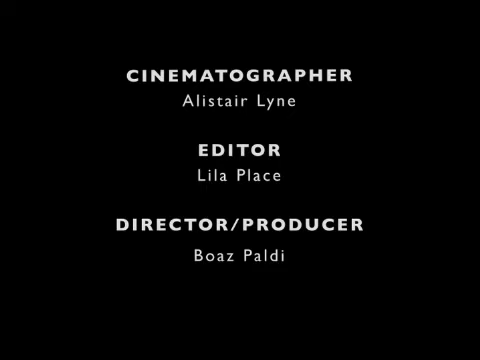 CINEMATOGRAPHER
Alistair Lyne
EDITOR
Lila Place
DIRECTOR/PRODUCER
Boaz Paldi